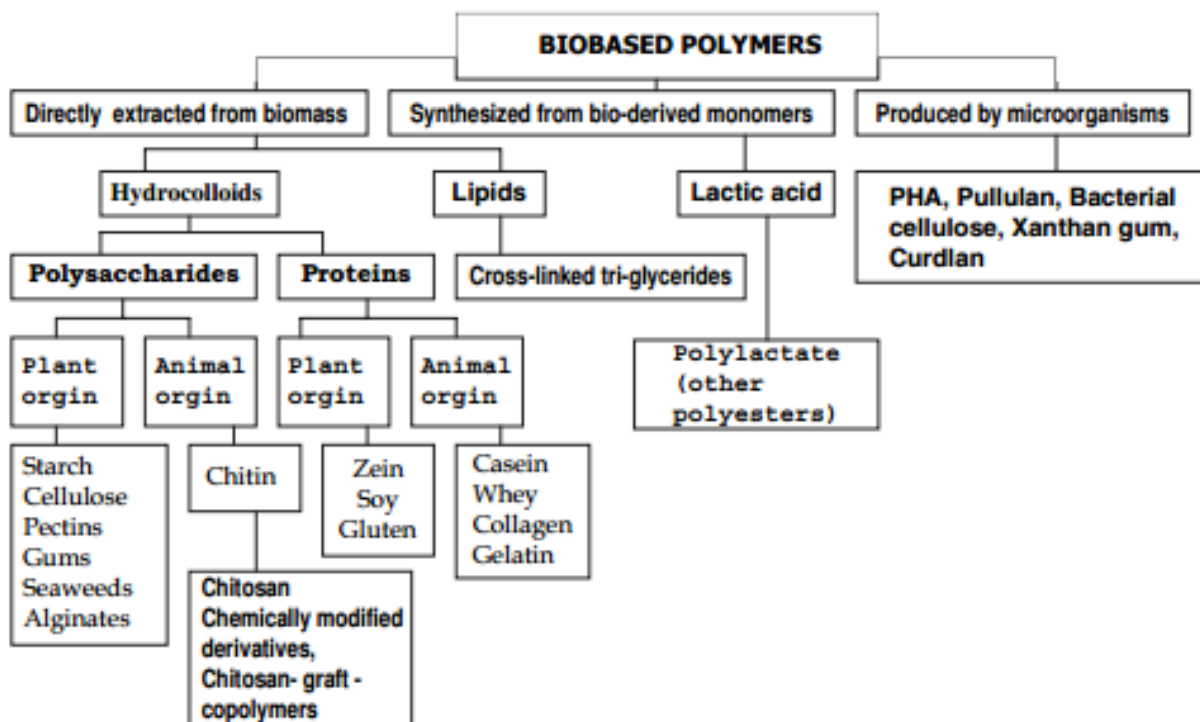 BIOBASED POLYMERS
Directly extracted from biomass
Synthesized from bio-derived monomers
Produced by microorganisms
Hydrocolloids
Lipids
Lactic acid
PHA, Pullulan, Bacterial
cellulose, Xanthan gum,
Curdlan
Polysaccharides
Proteins
Cross-linked tri-glycerides
Plant
orgin
Animal
orgin
Plant
orgin
Animal
orgin
Polylactate
(other
polyesters)
Starch
Cellulose
Pectins
Gums
Seaweeds
Alginates
Chitin
Zein
Soy
Gluten
Casein
Whey
Collagen
Gelatin
Chitosan
Chemically modified
derivatives,
Chitosan- graft -
copolymers